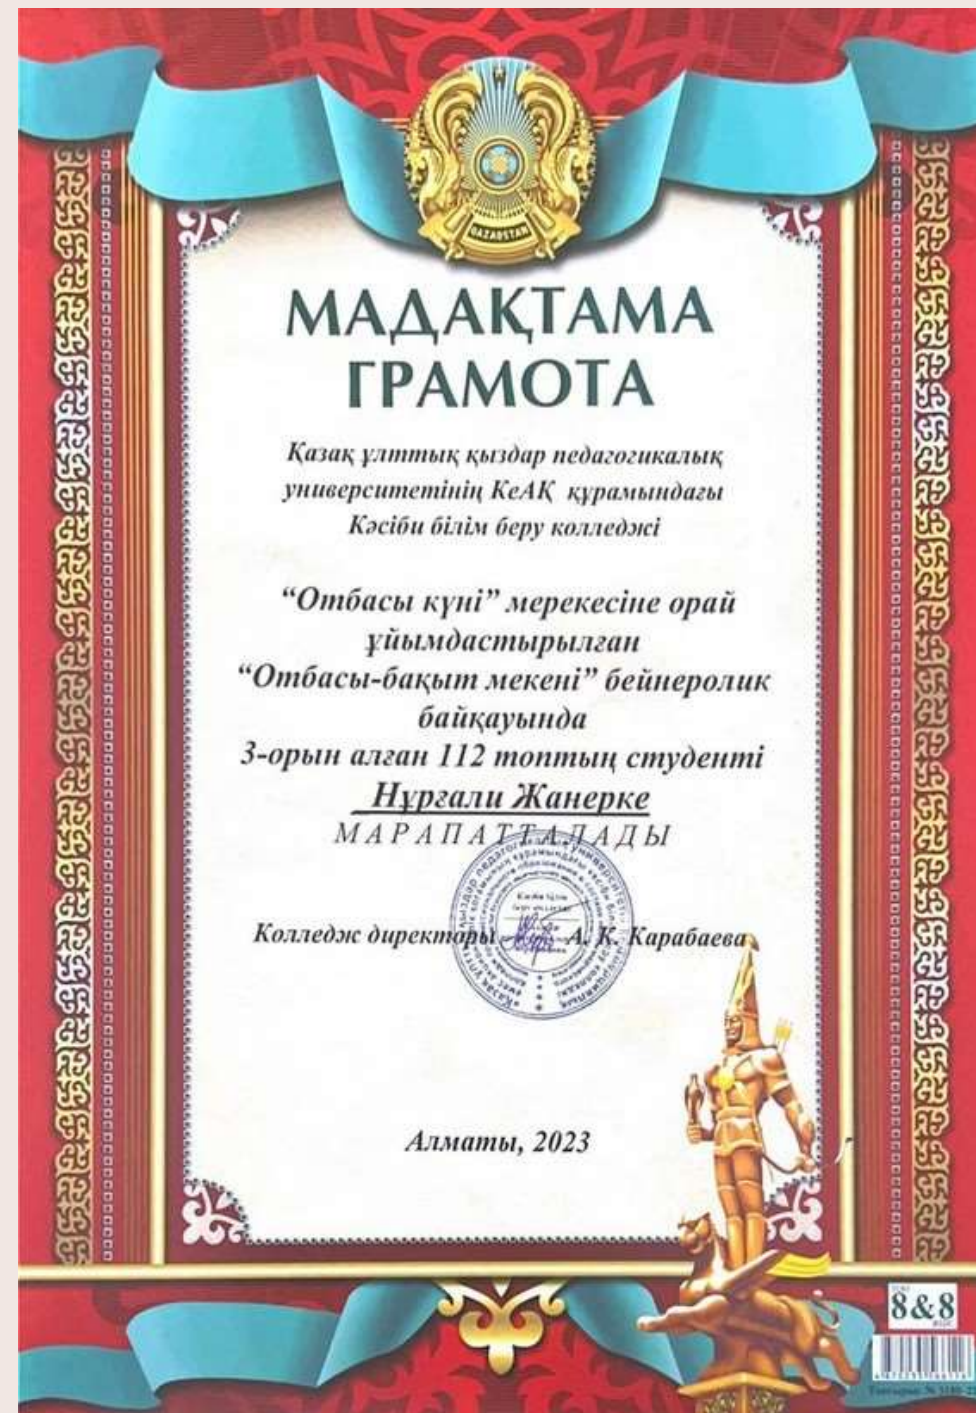 QAZAQSTAN
МАДАҚТАМА
ГРАМОТА
Қазақ ұлттық қыздар педагогикалық
университетінің КеАҚ құрамындағы
Кәсіби білім беру колледжі
“Отбасы күні” мерекесіне орай
ұйымдастырылған
“Отбасы-бақыт мекені” бейнеролик
байқауында
3-орын алған 112 топтың студенті
Нұрғали Жанерке
МАРАПАТТАЛАДЫ
Колледж директоры А. К. Карабаева
Алматы, 2023
8&8